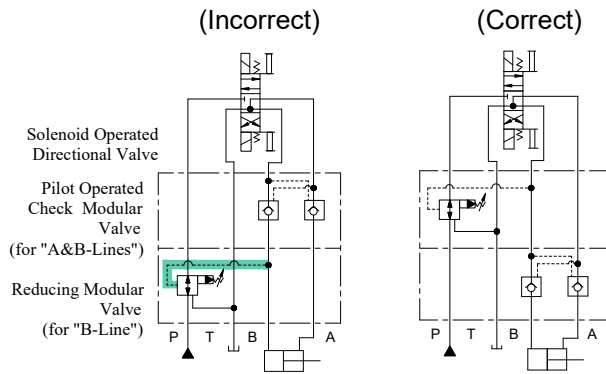 (Incorrect)
(Correct)
Solenoid Operated
Directional Valve
Pilot Operated
Check Modular
Valve
(for "A&B-Lines")
Reducing Modular
Valve
(for "B-Line")
P T B A
P T B A